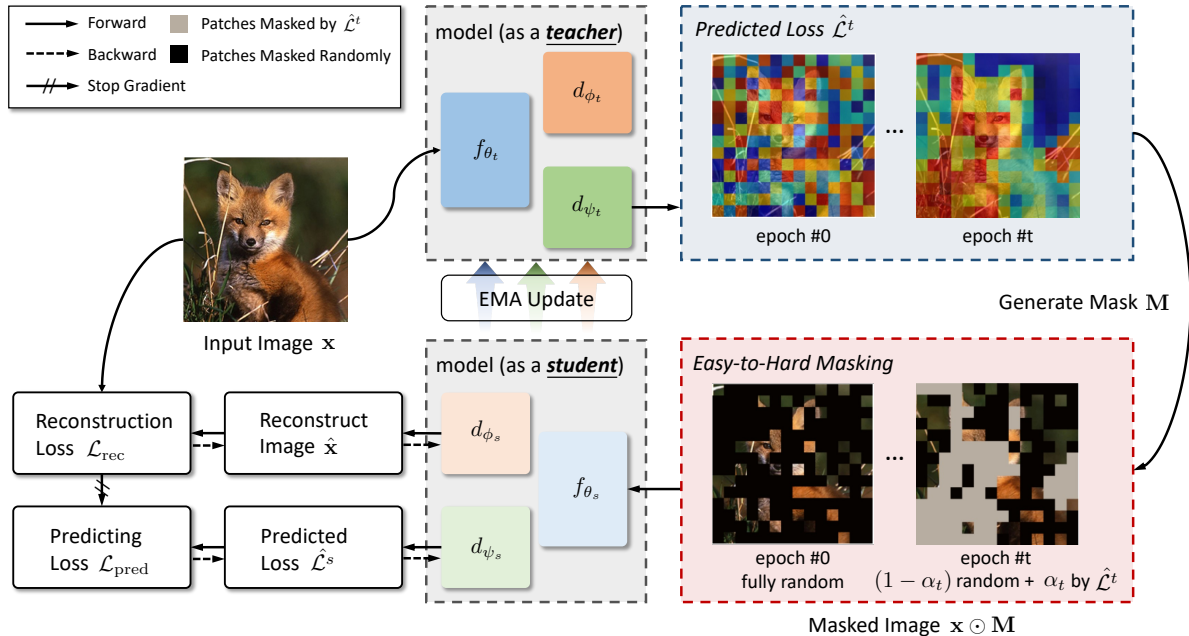 Forward
Patches Masked by $\hat{\mathcal{L}}^t$
Backward
Patches Masked Randomly
Stop Gradient
model (as a teacher)
$f_{\theta_t}$
$d_{\phi_t}$
$d_{\psi_t}$
Predicted Loss $\hat{\mathcal{L}}^t$
...
epoch #0
epoch #t
Input Image $\mathbf{x}$
EMA Update
Generate Mask $\mathbf{M}$
model (as a student)
$d_{\phi_s}$
$f_{\theta_s}$
$d_{\psi_s}$
Reconstruction
Loss $\mathcal{L}_{\text{rec}}$
Reconstruct
Image $\hat{\mathbf{x}}$
Predicting
Loss $\mathcal{L}_{\text{pred}}$
Predicted
Loss $\hat{\mathcal{L}}^s$
Easy-to-Hard Masking
...
epoch #0
fully random
epoch #t
$(1 - \alpha_t)$ random + $\alpha_t$ by $\hat{\mathcal{L}}^t$
Masked Image $\mathbf{x} \odot \mathbf{M}$